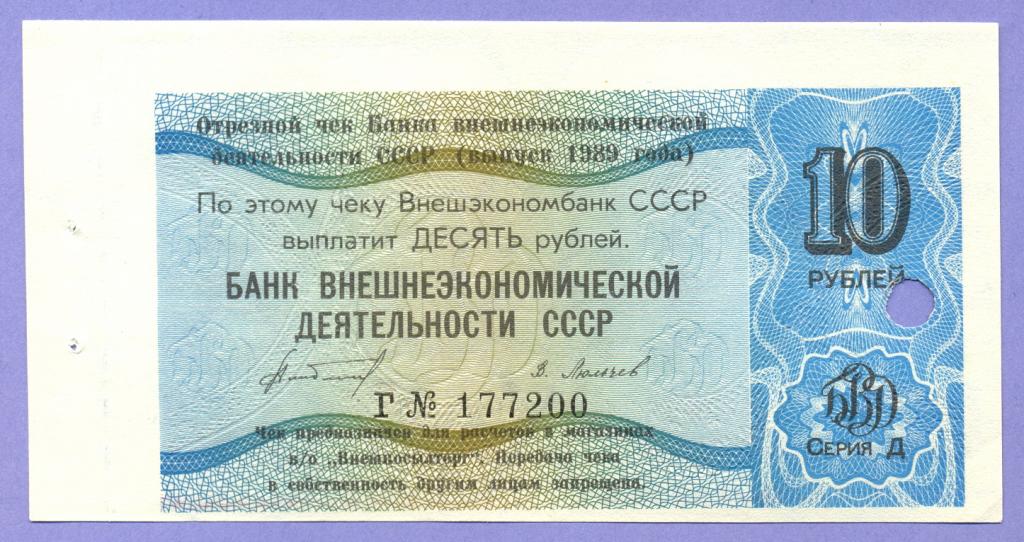 Отрезной чек Банка внешнеэкономической
деятельности СССР (выпуск 1989 года)
По этому чеку Внешэкономбанк СССР
выплатит ДЕСЯТЬ рублей.
БАНК ВНЕШНЕЭКОНОМИЧЕСКОЙ
ДЕЯТЕЛЬНОСТИ СССР
В. Люльчев
Г № 177200
Чек предназначен для расчетов в магазинах
в/о „Внешпосылторг". Передача чека
в собственность другим лицам запрещена.
10
РУБЛЕЙ
БВД
СЕРИЯ Д